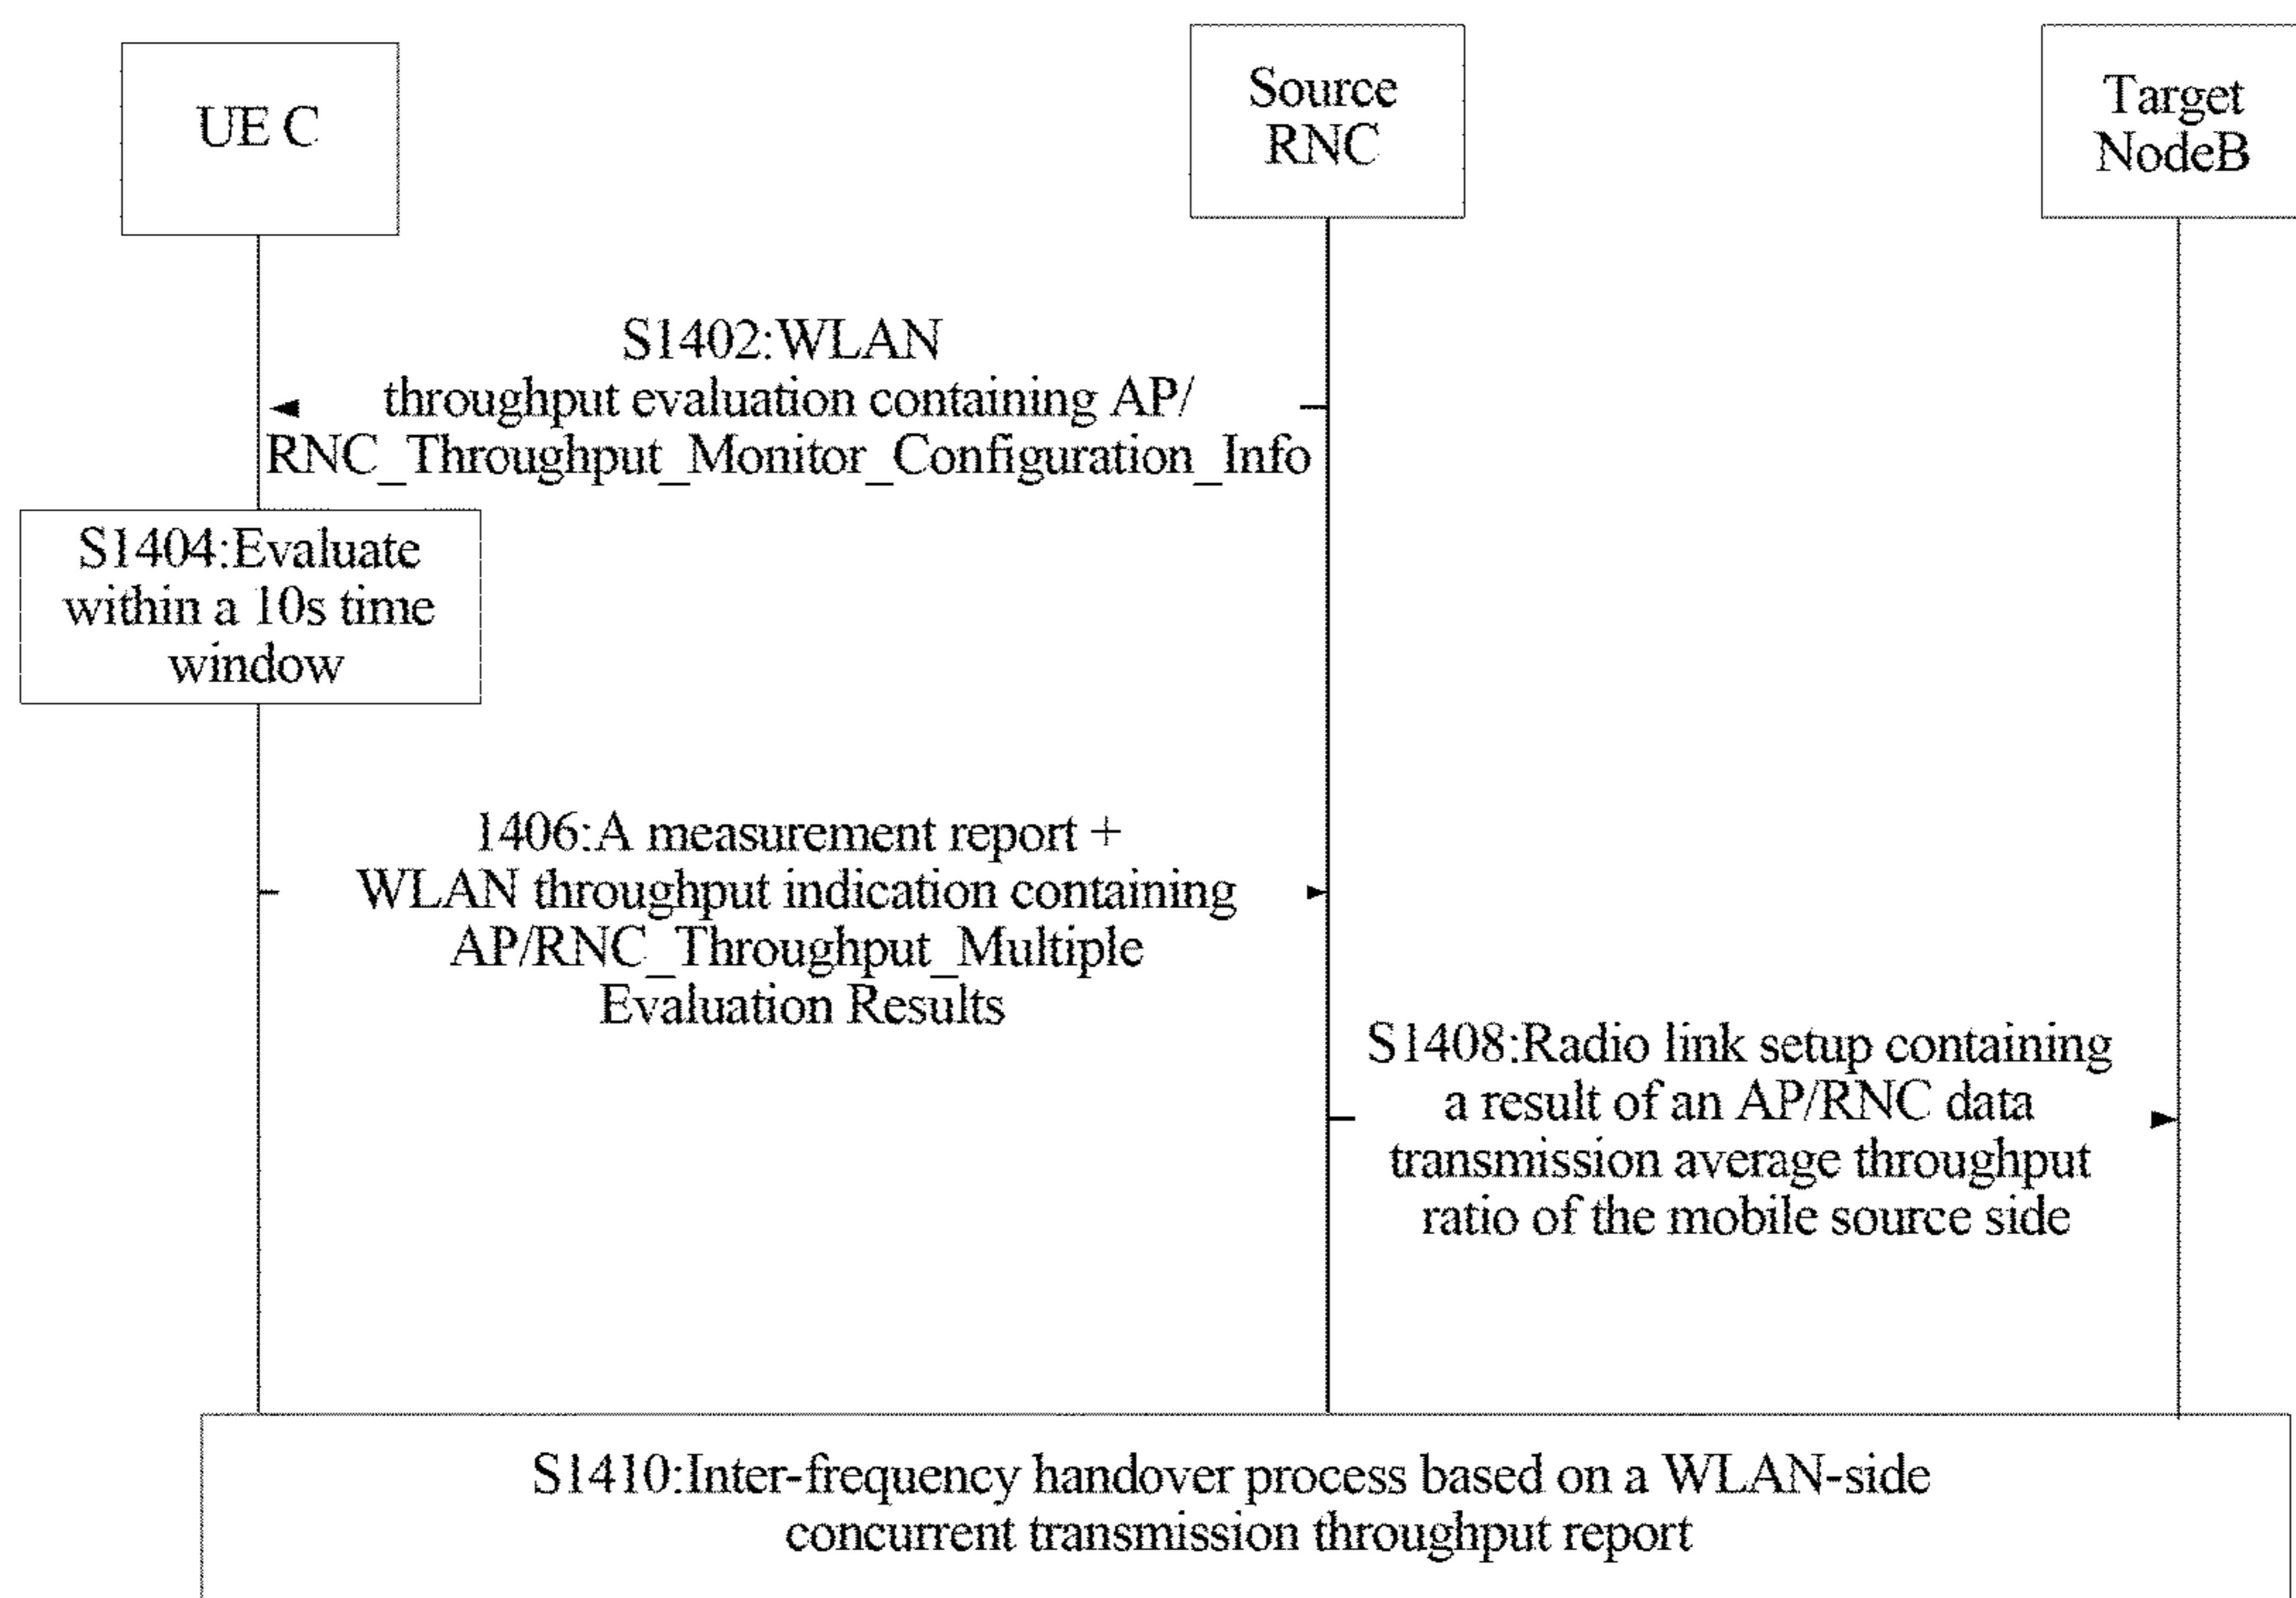 UE C
Source
RNC
Target
NodeB
S1402:WLAN
throughput evaluation containing AP/
RNC_Throughput_Monitor_Configuration_Info
S1404:Evaluate
within a 10s time
window
1406:A measurement report +
WLAN throughput indication containing
AP/RNC_Throughput_Multiple
Evaluation Results
S1408:Radio link setup containing
a result of an AP/RNC data
transmission average throughput
ratio of the mobile source side
S1410:Inter-frequency handover process based on a WLAN-side
concurrent transmission throughput report